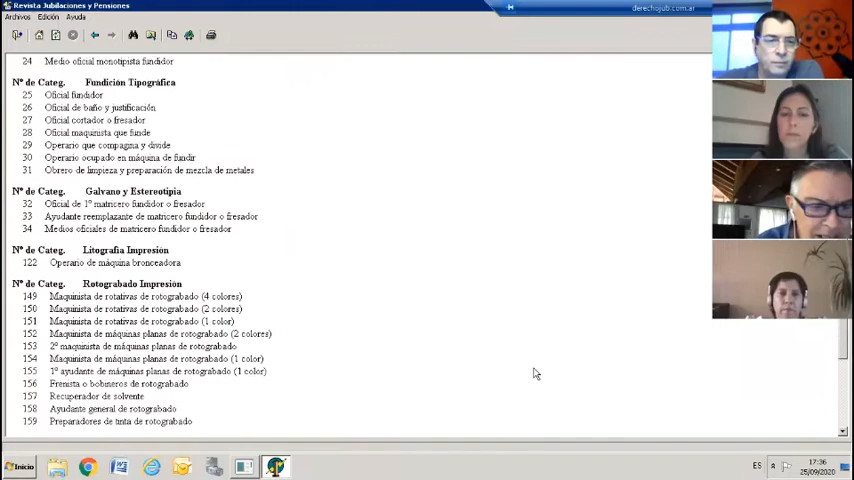 Revista Jubilaciones y Pensiones
derechojub.com.ar
Archivos Edición Ayuda
24 Medio oficial monotipista fundidor
Nº de Categ. Fundición Tipográfica
25 Oficial fundidor
26 Oficial de baño y justificación
27 Oficial cortador o fresador
28 Oficial maquinista que funde
29 Operario que compagina y divide
30 Operario ocupado en máquina de fundir
31 Obrero de limpieza y preparación de mezcla de metales
Nº de Categ. Galvano y Estereotipia
32 Oficial de 1º matricero fundidor o fresador
33 Ayudante reemplazante de matricero fundidor o fresador
34 Medios oficiales de matricero fundidor o fresador
Nº de Categ. Litografía Impresión
122 Operario de máquina bronceadora
Nº de Categ. Rotograbado Impresión
149 Maquinista de rotativas de rotograbado (4 colores)
150 Maquinista de rotativas de rotograbado (2 colores)
151 Maquinista de rotativas de rotograbado (1 color)
152 Maquinista de máquinas planas de rotograbado (2 colores)
153 2º maquinista de máquinas planas de rotograbado
154 Maquinista de máquinas planas de rotograbado (1 color)
155 1º ayudante de máquinas planas de rotograbado (1 color)
156 Frenista o bobineros de rotograbado
157 Recuperador de solvente
158 Ayudante general de rotograbado
159 Preparadores de tinta de rotograbado
Inicio
ES
17:36
25/09/2020